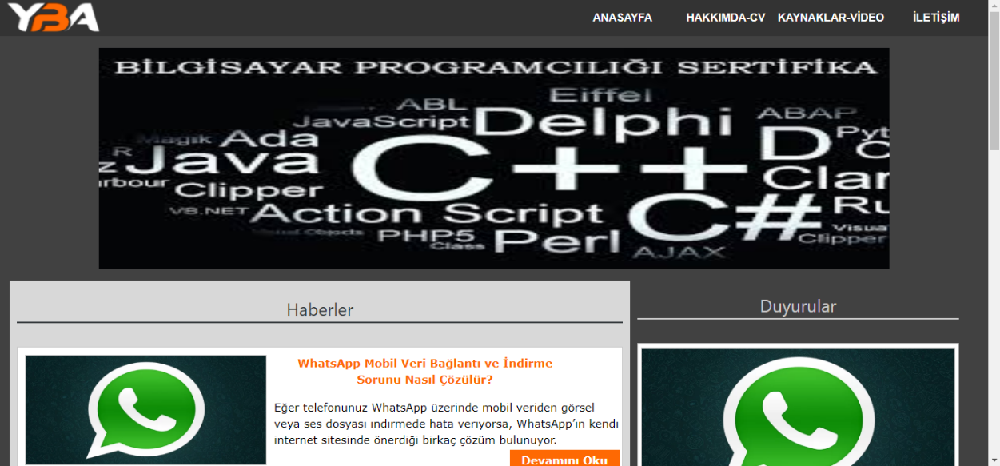 YBA
ANASAYFA HAKKIMDA-CV KAYNAKLAR-VİDEO İLETİŞİM
BİLGİSAYAR PROGRAMCILIĞI SERTİFİKA
Eiffel
ABL
JavaScript Delphi ABAP
Magik Ada D Pyt
R Java C++ C
z
rbour Clipper Clar
VB.NET Action Script C# Ru
Visual Objects PHP5 Perl Visua
Class Clipper
AJAX
Haberler
Duyurular
WhatsApp Mobil Veri Bağlantı ve İndirme
Sorunu Nasıl Çözülür?
Eğer telefonunuz WhatsApp üzerinde mobil veriden görsel
veya ses dosyası indirmede hata veriyorsa, WhatsApp’ın kendi
internet sitesinde önerdiği birkaç çözüm bulunuyor.
Devamını Oku